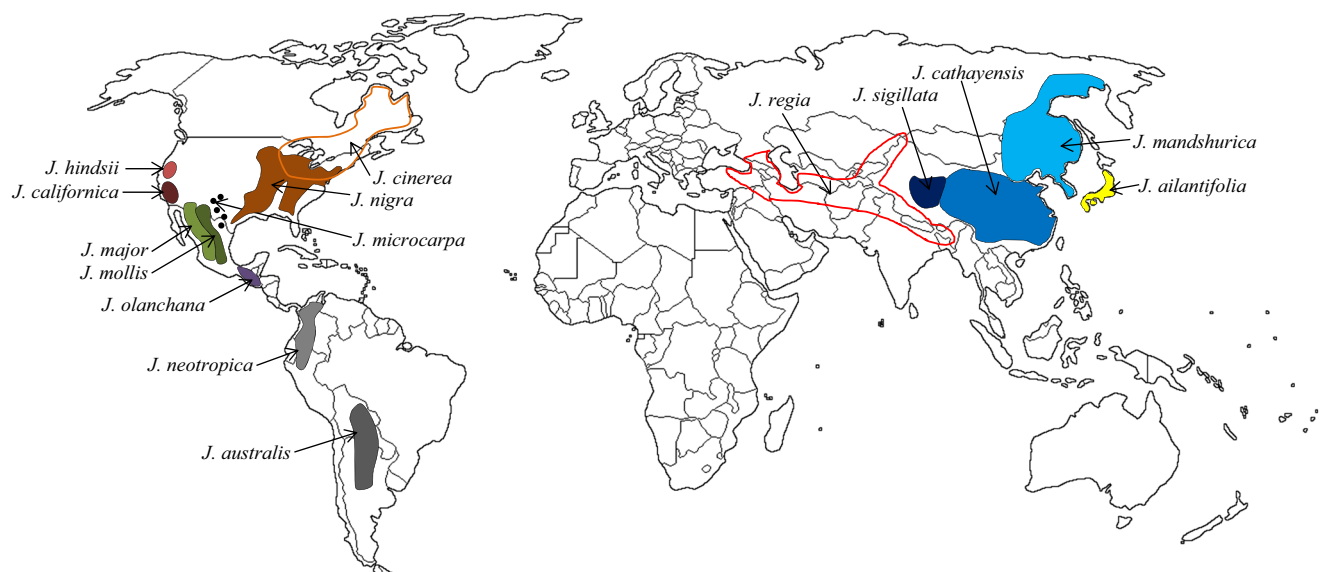 J. cathayensis
J. regia
J. sigillata
J. mandshurica
J. hindsii
J. cinerea
J. californica
J. nigra
J. ailantifolia
J. microcarpa
J. major
J. mollis
J. olanchana
J. neotropica
J. australis